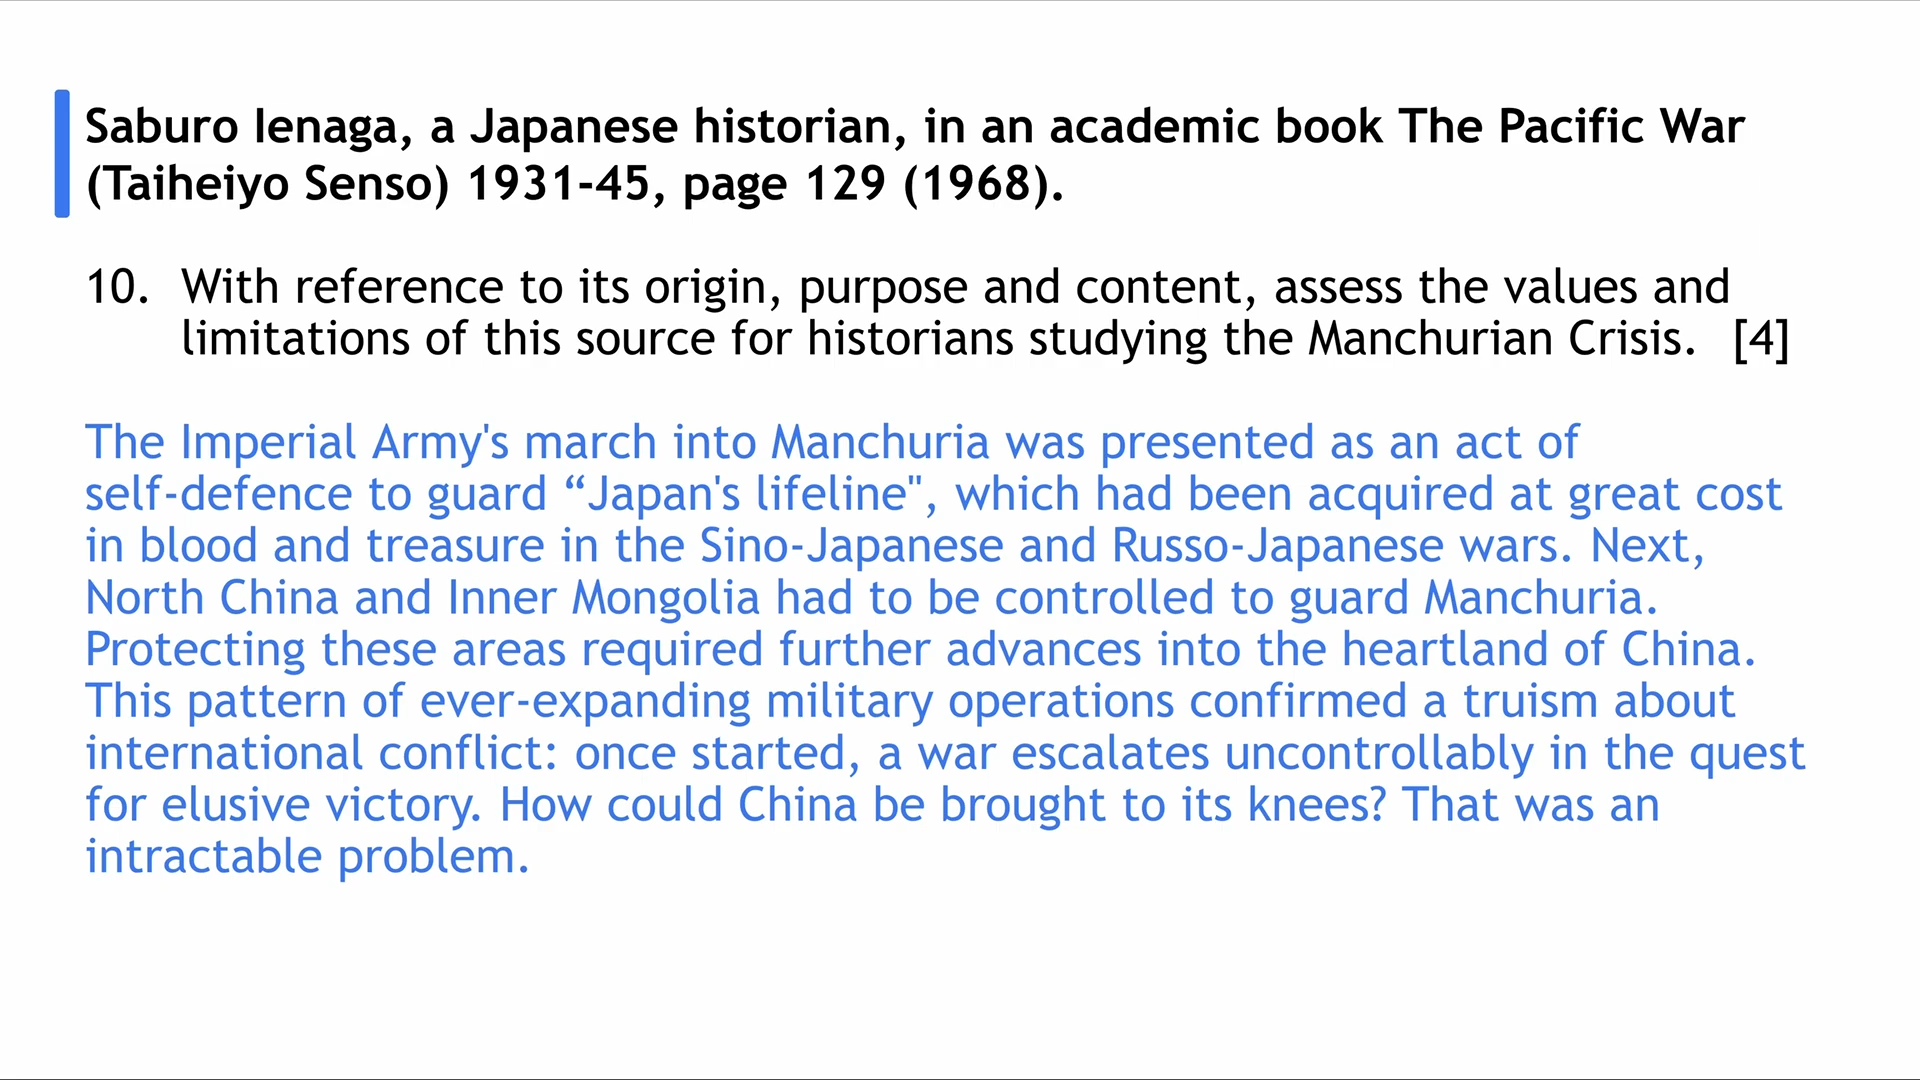 Saburo Ienaga, a Japanese historian, in an academic book The Pacific War
(Taiheiyo Senso) 1931-45, page 129 (1968).
10. With reference to its origin, purpose and content, assess the values and
limitations of this source for historians studying the Manchurian Crisis. [4]
The Imperial Army's march into Manchuria was presented as an act of
self-defence to guard “Japan's lifeline", which had been acquired at great cost
in blood and treasure in the Sino-Japanese and Russo-Japanese wars. Next,
North China and Inner Mongolia had to be controlled to guard Manchuria.
Protecting these areas required further advances into the heartland of China.
This pattern of ever-expanding military operations confirmed a truism about
international conflict: once started, a war escalates uncontrollably in the quest
for elusive victory. How could China be brought to its knees? That was an
intractable problem.